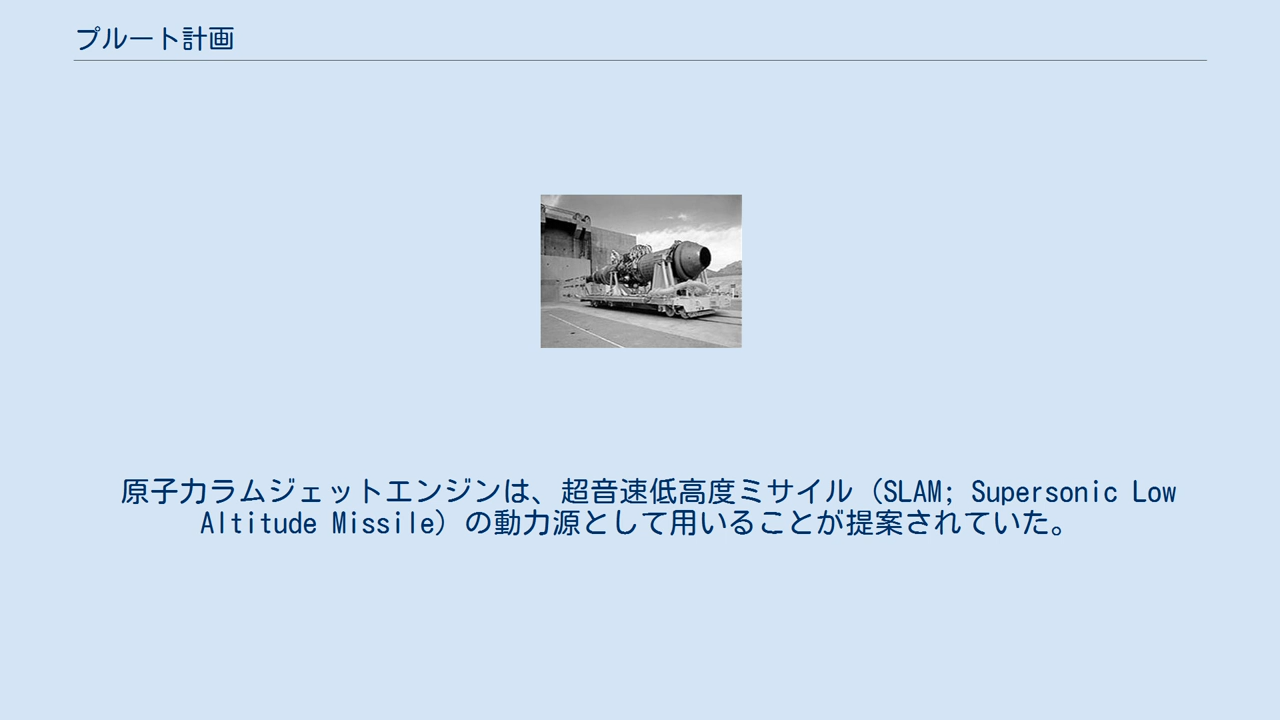 プルート計画
原子力ラムジェットエンジンは、超音速低高度ミサイル（SLAM; Supersonic Low
Altitude Missile）の動力源として用いることが提案されていた。